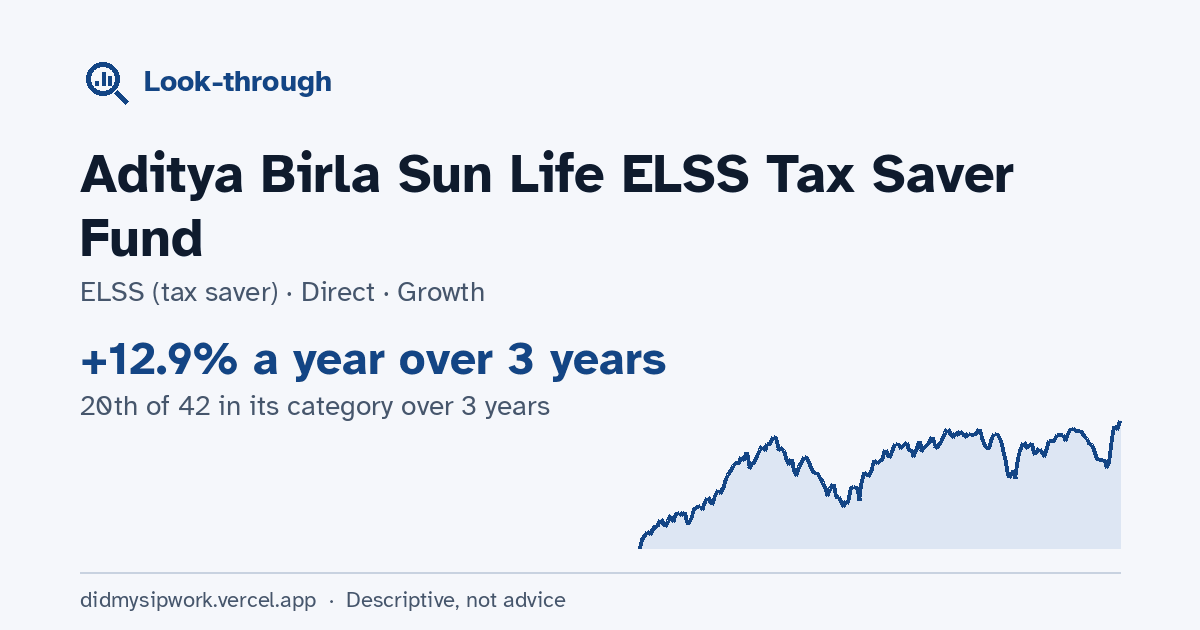 Look-through
Aditya Birla Sun Life ELSS Tax Saver
Fund
ELSS (tax saver) · Direct · Growth
+12.9% a year over 3 years
20th of 42 in its category over 3 years
didmysipwork.vercel.app · Descriptive, not advice